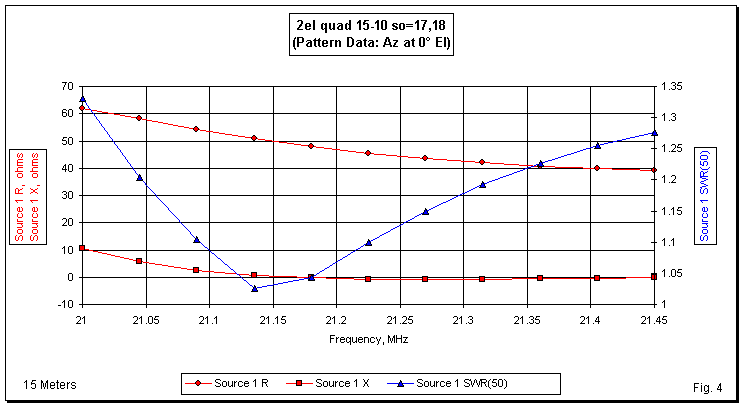 2el quad 15-10 so=17,18
(Pattern Data: Az at 0° El)
Source 1 R, ohms
Source 1 X, ohms
70
60
50
40
30
20
10
0
-10
1.35
1.3
1.25
1.2
1.15
1.1
1.05
1
Source 1 SWR(50)
21 21.05 21.1 21.15 21.2 21.25 21.3 21.35 21.4 21.45
Frequency, MHz
15 Meters
Source 1 R Source 1 X Source 1 SWR(50)
Fig. 4